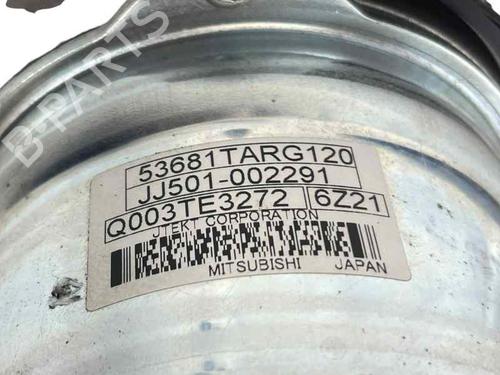 B-PARTS
53681TARG120
JJ501-002291
Q003TE3272 6Z21
JTEKT CORPORATION
MITSUBISHI JAPAN